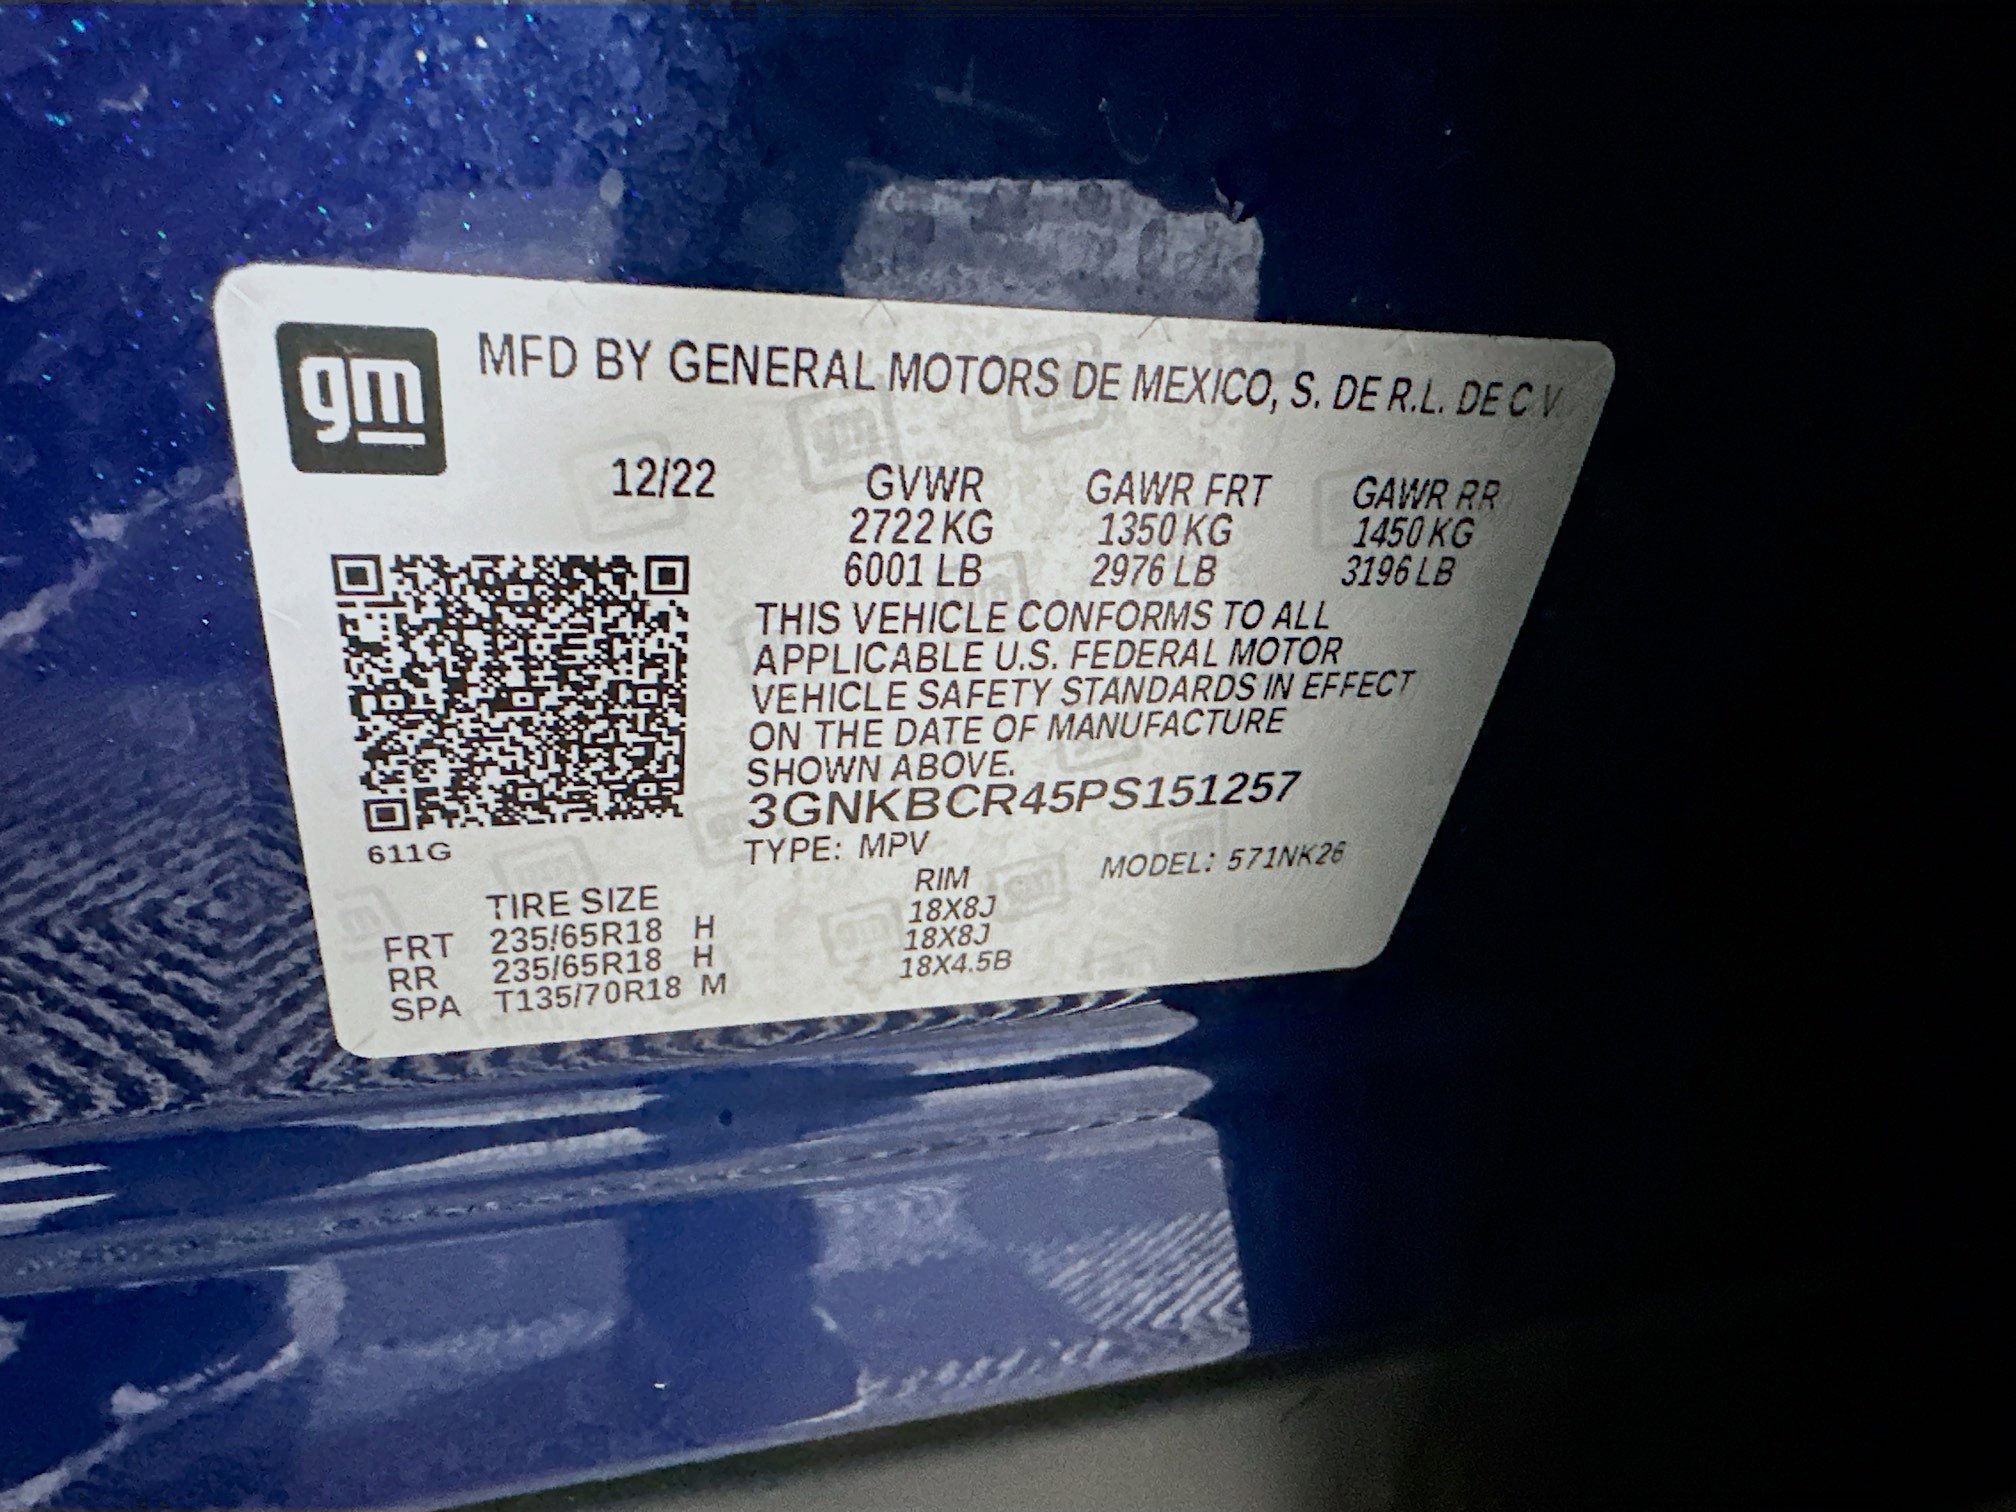 gm
MFD BY GENERAL MOTORS DE MEXICO, S. DE R.L. DE C V
12/22 GVWR GAWR FRT GAWR RR
2722 KG 1350 KG 1450 KG
6001 LB 2976 LB 3196 LB
THIS VEHICLE CONFORMS TO ALL
APPLICABLE U.S. FEDERAL MOTOR
VEHICLE SAFETY STANDARDS IN EFFECT
ON THE DATE OF MANUFACTURE
SHOWN ABOVE.
3GNKBCR45PS151257
611G
TYPE: MPV MODEL: 571NK26
TIRE SIZE RIM
FRT 235/65R18 H 18X8J
RR 235/65R18 H 18X8J
SPA T135/70R18 M 18X4.5B